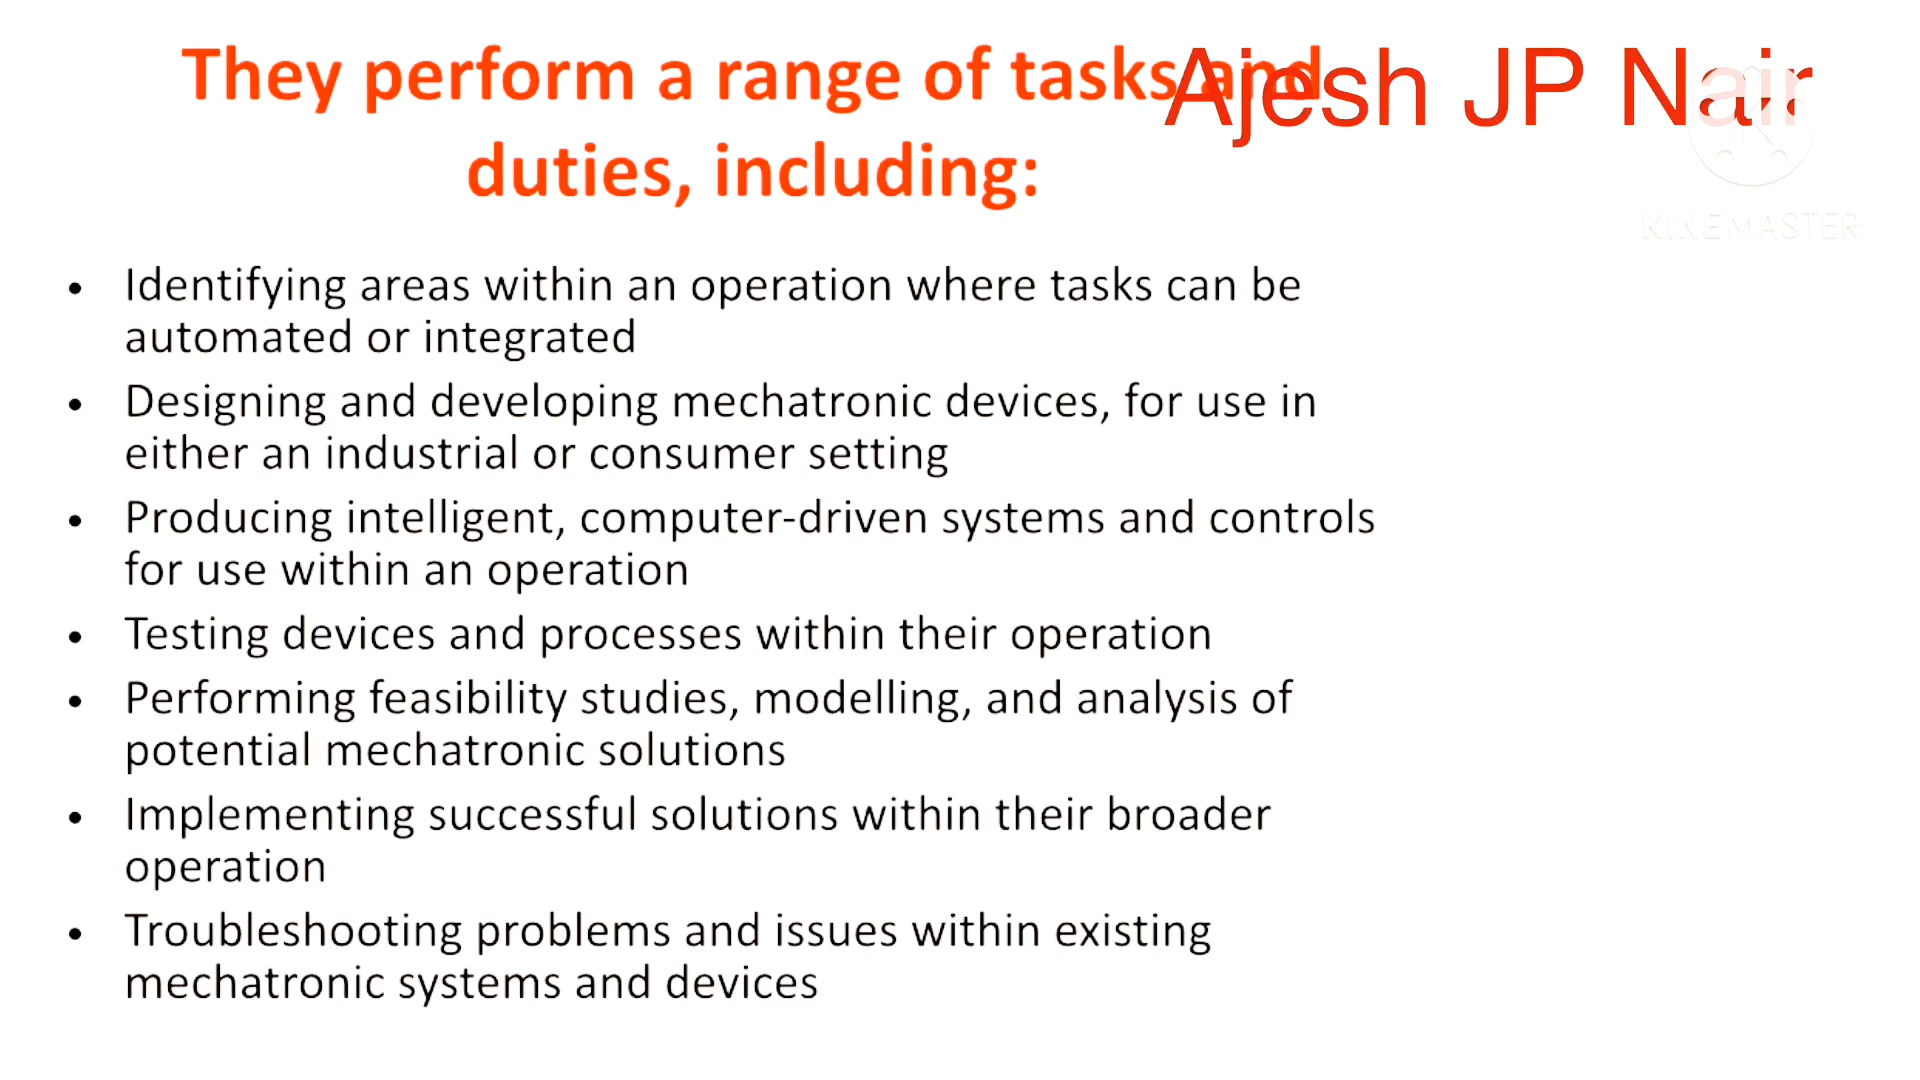 They perform a range of tasks and
duties, including:
Ajesh JP Nair
KINEMASTER
• Identifying areas within an operation where tasks can be
automated or integrated
• Designing and developing mechatronic devices, for use in
either an industrial or consumer setting
• Producing intelligent, computer-driven systems and controls
for use within an operation
• Testing devices and processes within their operation
• Performing feasibility studies, modelling, and analysis of
potential mechatronic solutions
• Implementing successful solutions within their broader
operation
• Troubleshooting problems and issues within existing
mechatronic systems and devices